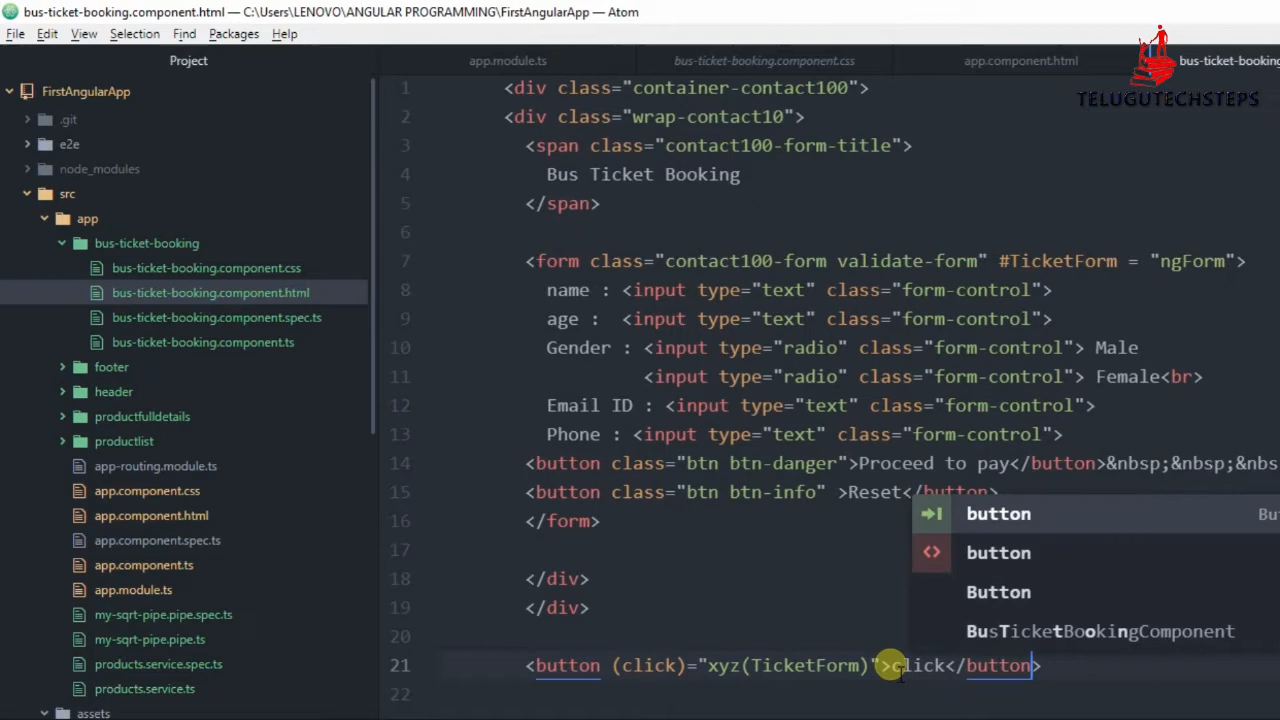 bus-ticket-booking.component.html — C:\Users\LENOVO\ANGULAR PROGRAMMING\FirstAngularApp — Atom
File Edit View Selection Find Packages Help
Project
app.module.ts
bus-ticket-booking.component.css
app.component.html
bus-ticket-booking
TELUGUTECHSTEPS
FirstAngularApp
.git
e2e
node_modules
src
app
bus-ticket-booking
bus-ticket-booking.component.css
bus-ticket-booking.component.html
bus-ticket-booking.component.spec.ts
bus-ticket-booking.component.ts
footer
header
productfulldetails
productlist
app-routing.module.ts
app.component.css
app.component.html
app.component.spec.ts
app.component.ts
app.module.ts
my-sqrt-pipe.pipe.spec.ts
my-sqrt-pipe.pipe.ts
products.service.spec.ts
products.service.ts
assets
1 <div class="container-contact100">
2 <div class="wrap-contact10">
3 <span class="contact100-form-title">
4 Bus Ticket Booking
5 </span>
6
7 <form class="contact100-form validate-form" #TicketForm = "ngForm">
8 name : <input type="text" class="form-control">
9 age : <input type="text" class="form-control">
10 Gender : <input type="radio" class="form-control"> Male
11 <input type="radio" class="form-control"> Female<br>
12 Email ID : <input type="text" class="form-control">
13 Phone : <input type="text" class="form-control">
14 <button class="btn btn-danger">Proceed to pay</button>&nbsp;&nbsp;&nbs
15 <button class="btn btn-info" >Reset</button>
16 </form>
17
18 </div>
19 </div>
20
21 <button (click)="xyz(TicketForm)">click</button>
22
button Bu
button
Button
BusTicketBookingComponent